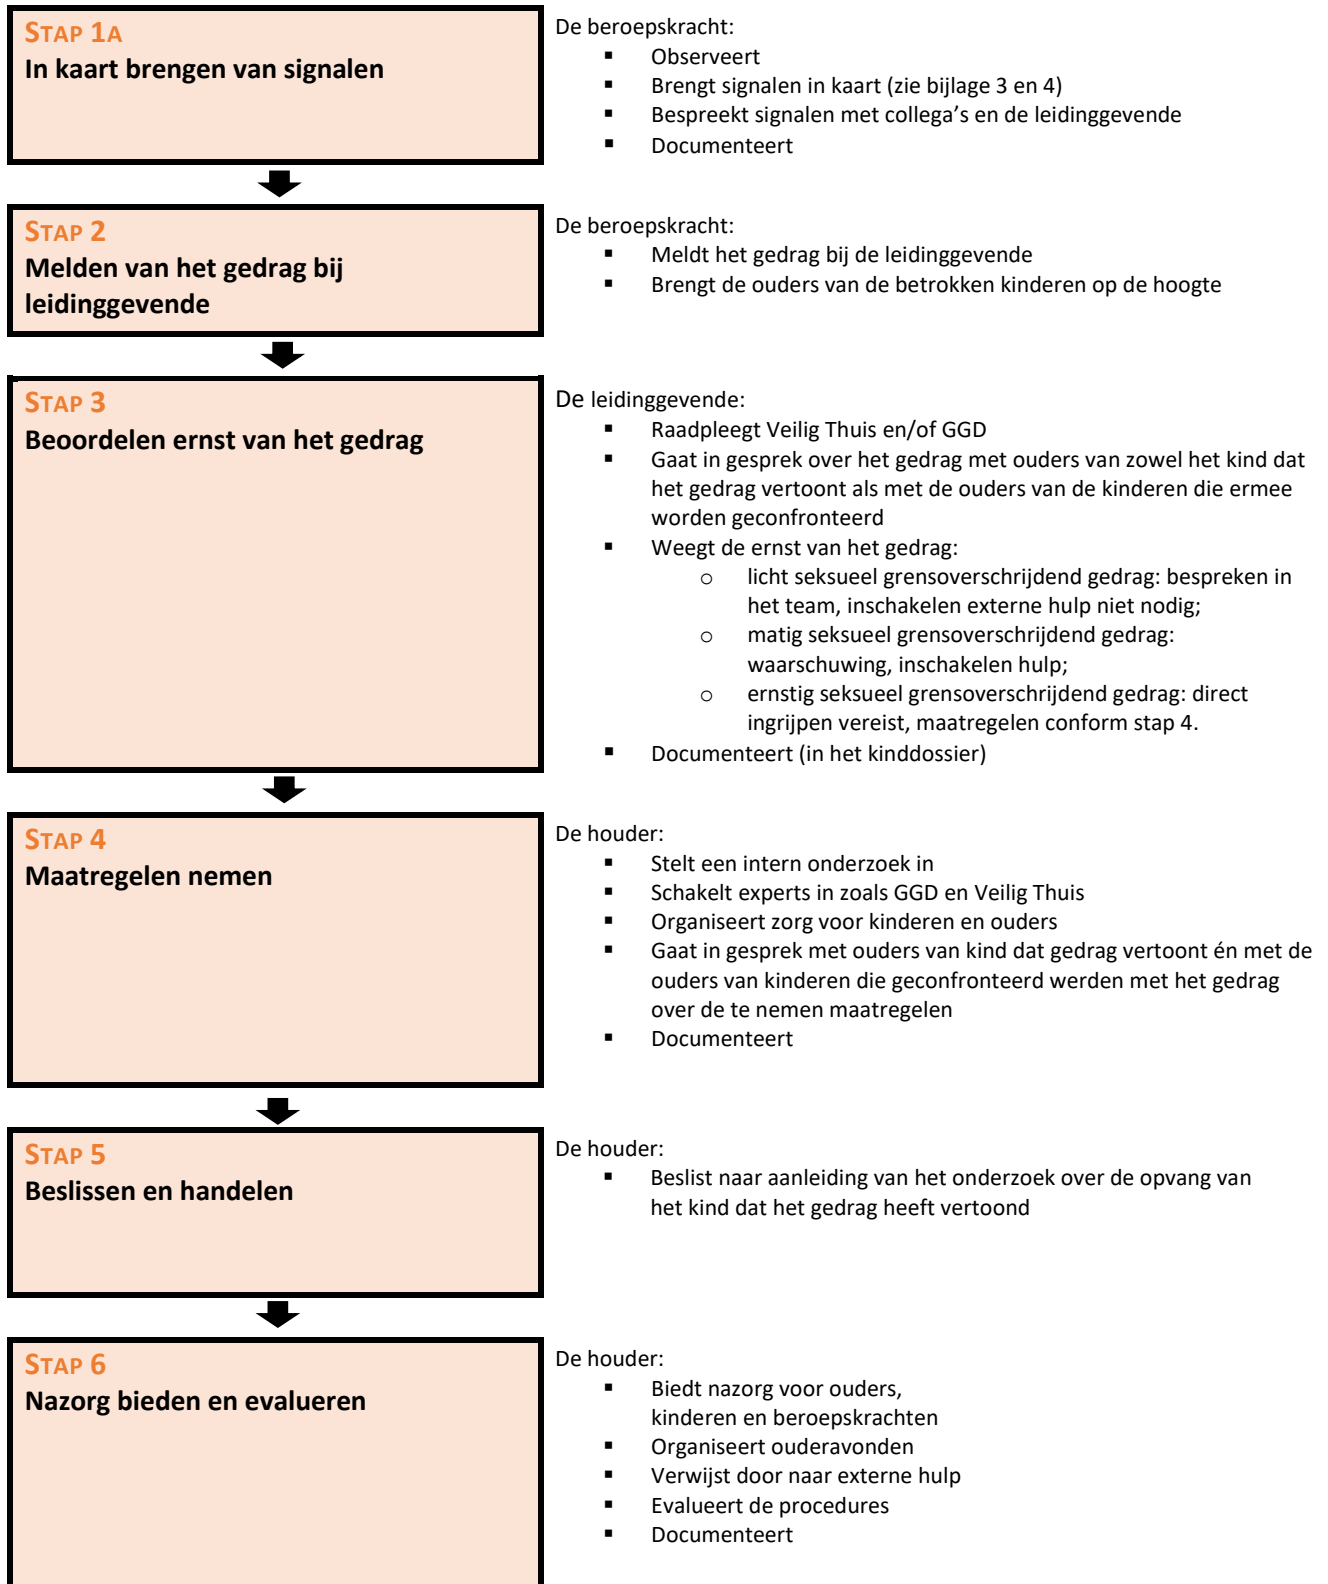 STAP 1A
In kaart brengen van signalen
De beroepskracht:
▪ Observeert
▪ Brengt signalen in kaart (zie bijlage 3 en 4)
▪ Bespreekt signalen met collega’s en de leidinggevende
▪ Documenteert
STAP 2
Melden van het gedrag bij
leidinggevende
De beroepskracht:
▪ Meldt het gedrag bij de leidinggevende
▪ Brengt de ouders van de betrokken kinderen op de hoogte
STAP 3
Beoordelen ernst van het gedrag
De leidinggevende:
▪ Raadpleegt Veilig Thuis en/of GGD
▪ Gaat in gesprek over het gedrag met ouders van zowel het kind dat
het gedrag vertoont als met de ouders van de kinderen die ermee
worden geconfronteerd
▪ Weegt de ernst van het gedrag:
o licht seksueel grensoverschrijdend gedrag: bespreken in
het team, inschakelen externe hulp niet nodig;
o matig seksueel grensoverschrijdend gedrag:
waarschuwing, inschakelen hulp;
o ernstig seksueel grensoverschrijdend gedrag: direct
ingrijpen vereist, maatregelen conform stap 4.
▪ Documenteert (in het kinddossier)
STAP 4
Maatregelen nemen
De houder:
▪ Stelt een intern onderzoek in
▪ Schakelt experts in zoals GGD en Veilig Thuis
▪ Organiseert zorg voor kinderen en ouders
▪ Gaat in gesprek met ouders van kind dat gedrag vertoont én met de
ouders van kinderen die geconfronteerd werden met het gedrag
over de te nemen maatregelen
▪ Documenteert
STAP 5
Beslissen en handelen
De houder:
▪ Beslist naar aanleiding van het onderzoek over de opvang van
het kind dat het gedrag heeft vertoond
STAP 6
Nazorg bieden en evalueren
De houder:
▪ Biedt nazorg voor ouders,
kinderen en beroepskrachten
▪ Organiseert ouderavonden
▪ Verwijst door naar externe hulp
▪ Evalueert de procedures
▪ Documenteert